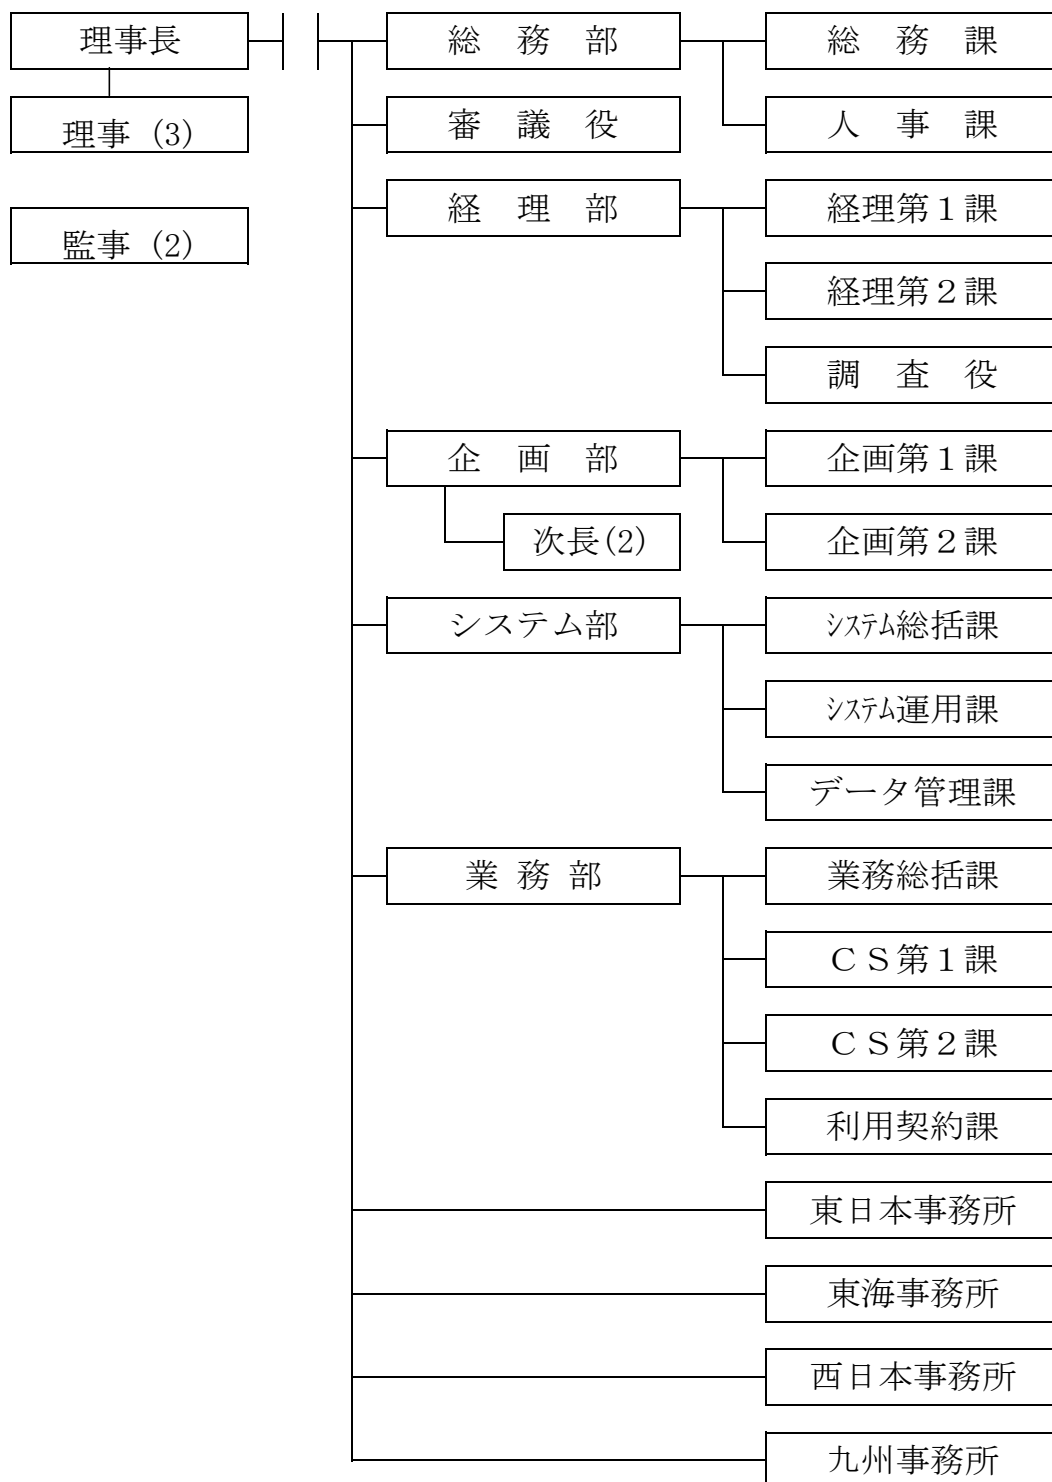 理事長
理事 (3)
監事 (2)
総　務　部
総　務　課
人　事　課
審　議　役
経　理　部
経理第１課
経理第２課
調　査　役
企　画　部
次長(2)
企画第１課
企画第２課
システム部
ｼｽﾃﾑ総括課
ｼｽﾃﾑ運用課
データ管理課
業 務 部
業務総括課
ＣＳ第１課
ＣＳ第２課
利用契約課
東日本事務所
東海事務所
西日本事務所
九州事務所